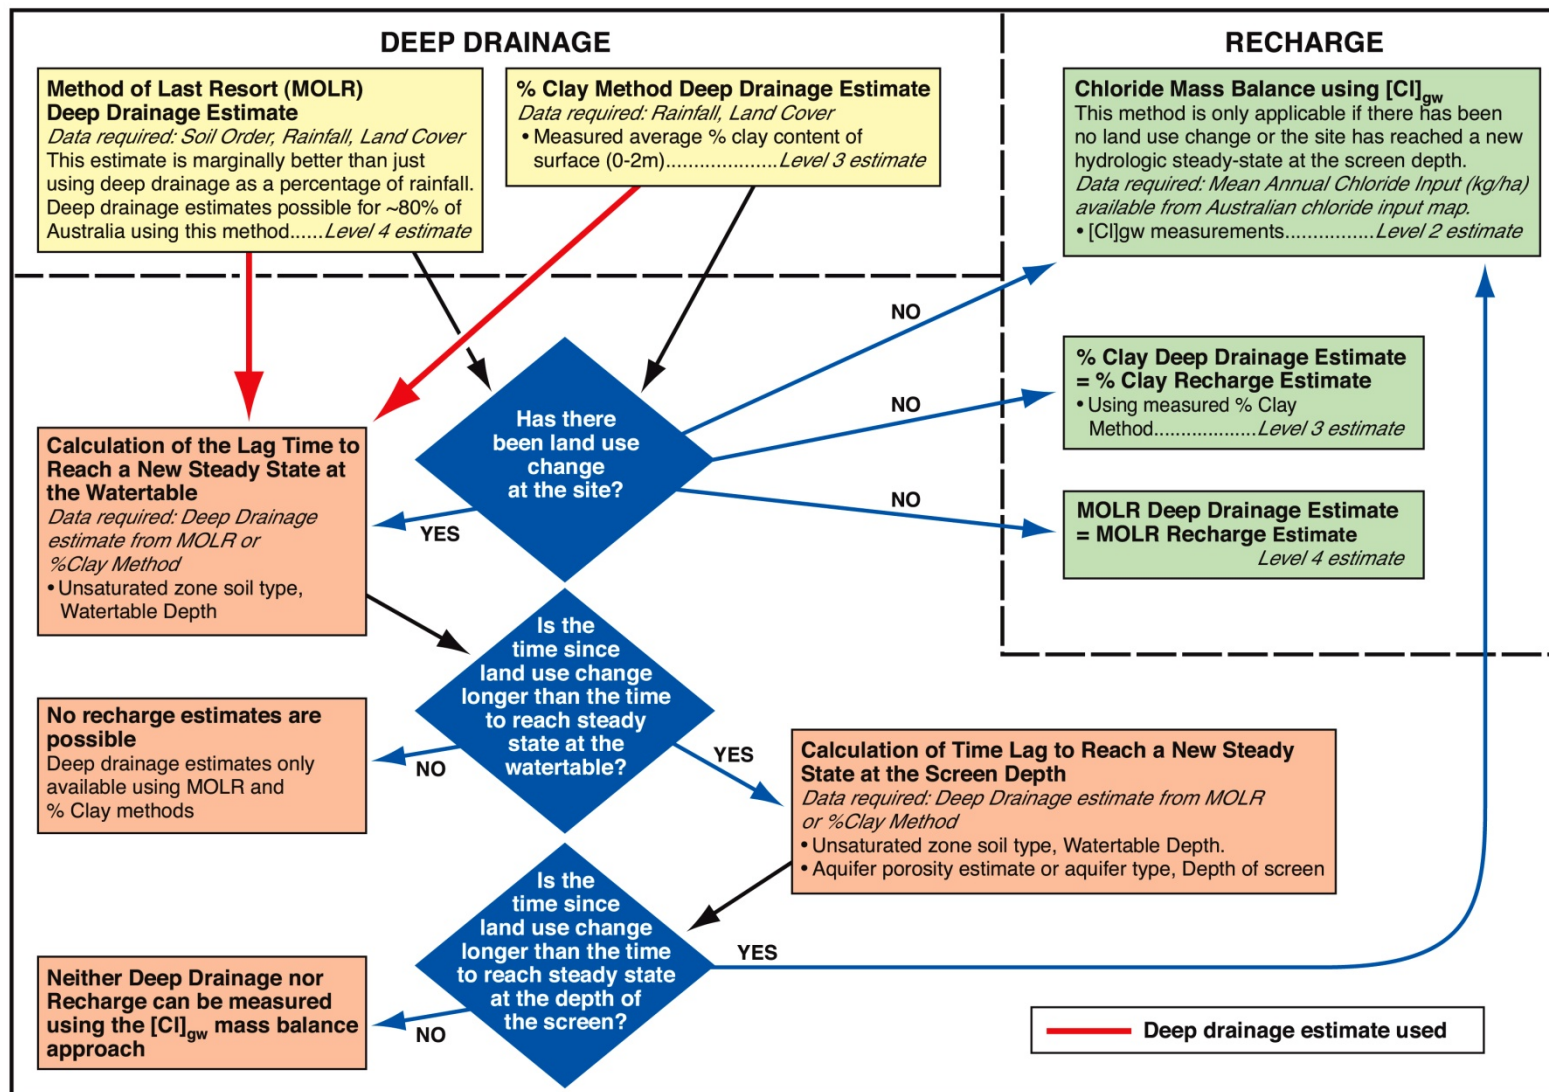 DEEP DRAINAGE
RECHARGE
Method of Last Resort (MOLR)
Deep Drainage Estimate
Data required: Soil Order, Rainfall, Land Cover
This estimate is marginally better than just
using deep drainage as a percentage of rainfall.
Deep drainage estimates possible for ~80% of
Australia using this method......Level 4 estimate
% Clay Method Deep Drainage Estimate
Data required: Rainfall, Land Cover
• Measured average % clay content of
surface (0-2m).....................Level 3 estimate
Chloride Mass Balance using [Cl]gw
This method is only applicable if there has been
no land use change or the site has reached a new
hydrologic steady-state at the screen depth.
Data required: Mean Annual Chloride Input (kg/ha)
available from Australian chloride input map.
• [Cl]gw measurements.................Level 2 estimate
NO
% Clay Deep Drainage Estimate
= % Clay Recharge Estimate
• Using measured % Clay
Method...................Level 3 estimate
NO
Has there
been land use
change
at the site?
Calculation of the Lag Time to
Reach a New Steady State at
the Watertable
Data required: Deep Drainage
estimate from MOLR or
%Clay Method
• Unsaturated zone soil type,
Watertable Depth
YES
NO
MOLR Deep Drainage Estimate
= MOLR Recharge Estimate
Level 4 estimate
Is the
time since
land use change
longer than the time
to reach steady
state at the
watertable?
No recharge estimates are
possible
Deep drainage estimates only
available using MOLR and
% Clay methods
NO
YES
Calculation of Time Lag to Reach a New Steady
State at the Screen Depth
Data required: Deep Drainage estimate from MOLR
or %Clay Method
• Unsaturated zone soil type, Watertable Depth.
• Aquifer porosity estimate or aquifer type, Depth of screen
Is the
time since
land use change
longer than the time
to reach steady state
at the depth of
the screen?
YES
Neither Deep Drainage nor
Recharge can be measured
using the [Cl]gw mass balance
approach
NO
Deep drainage estimate used